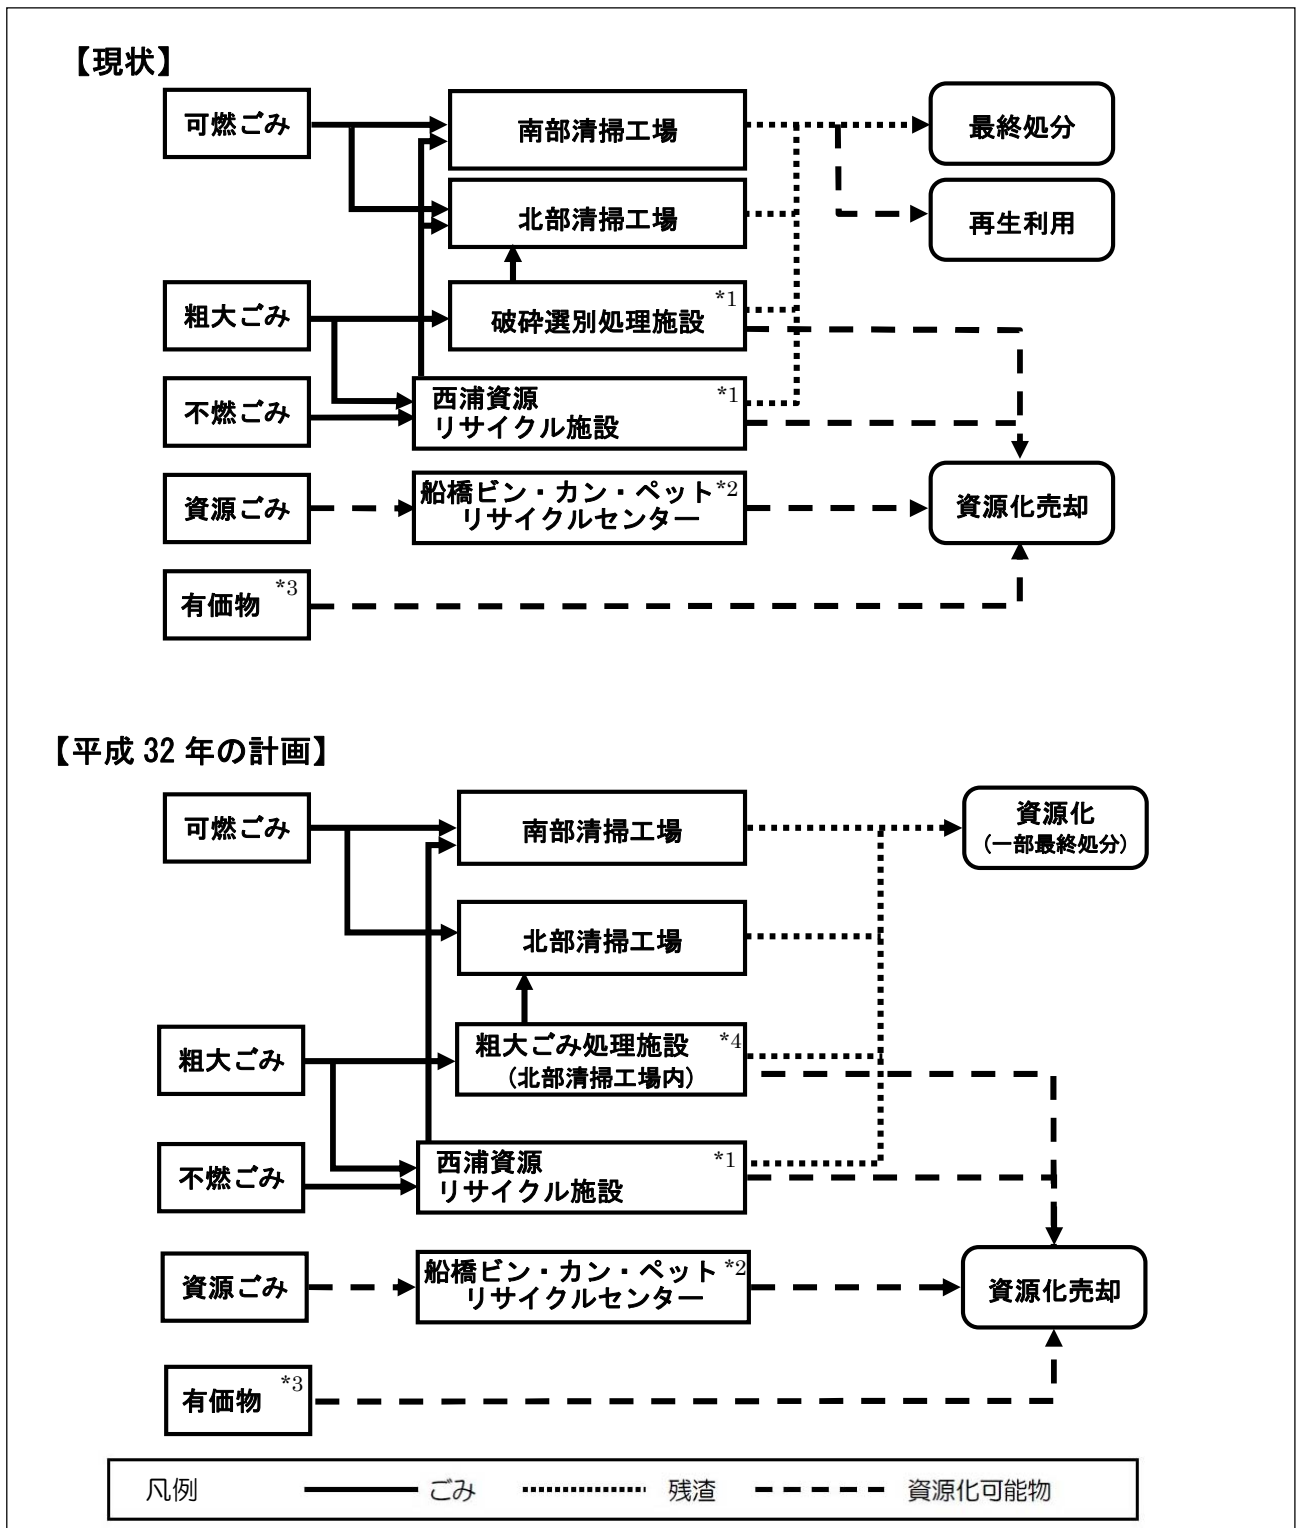 【現状】
可燃ごみ
南部清掃工場
最終処分
北部清掃工場
再生利用
粗大ごみ
破砕選別処理施設 *1
不燃ごみ
西浦資源 *1
リサイクル施設
資源ごみ
船橋ビン・カン・ペット *2
リサイクルセンター
資源化売却
有価物 *3
【平成 32 年の計画】
可燃ごみ
南部清掃工場
資源化
(一部最終処分)
北部清掃工場
粗大ごみ
粗大ごみ処理施設 *4
(北部清掃工場内)
不燃ごみ
西浦資源 *1
リサイクル施設
資源ごみ
船橋ビン・カン・ペット *2
リサイクルセンター
資源化売却
有価物 *3
凡例 ごみ 残渣 資源化可能物